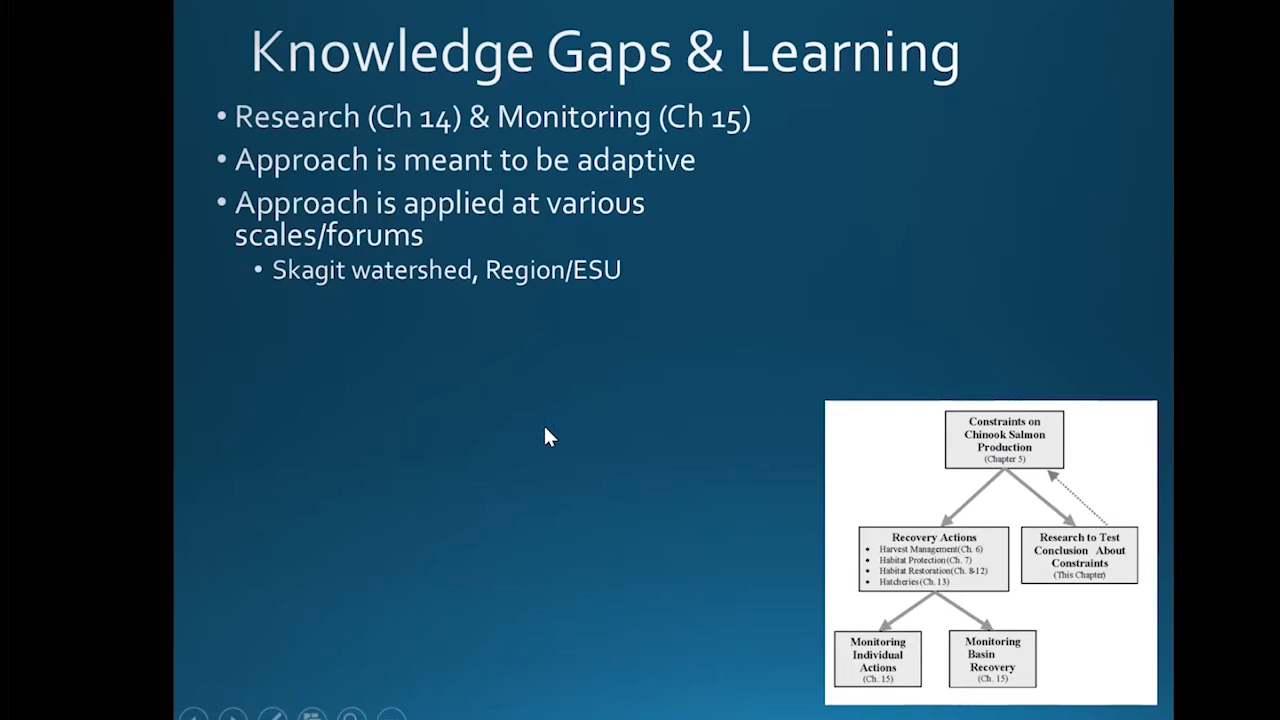 Knowledge Gaps & Learning
• Research (Ch 14) & Monitoring (Ch 15)
• Approach is meant to be adaptive
• Approach is applied at various
scales/forums
• Skagit watershed, Region/ESU
Constraints on
Chinook Salmon
Production
(Chapter 5)
Recovery Actions
• Harvest Management(Ch. 6)
• Habitat Protection(Ch. 7)
• Habitat Restoration(Ch. 8-12)
• Hatcheries(Ch. 13)
Research to Test
Conclusion About
Constraints
(This Chapter)
Monitoring
Individual
Actions
(Ch. 15)
Monitoring
Basin
Recovery
(Ch. 15)